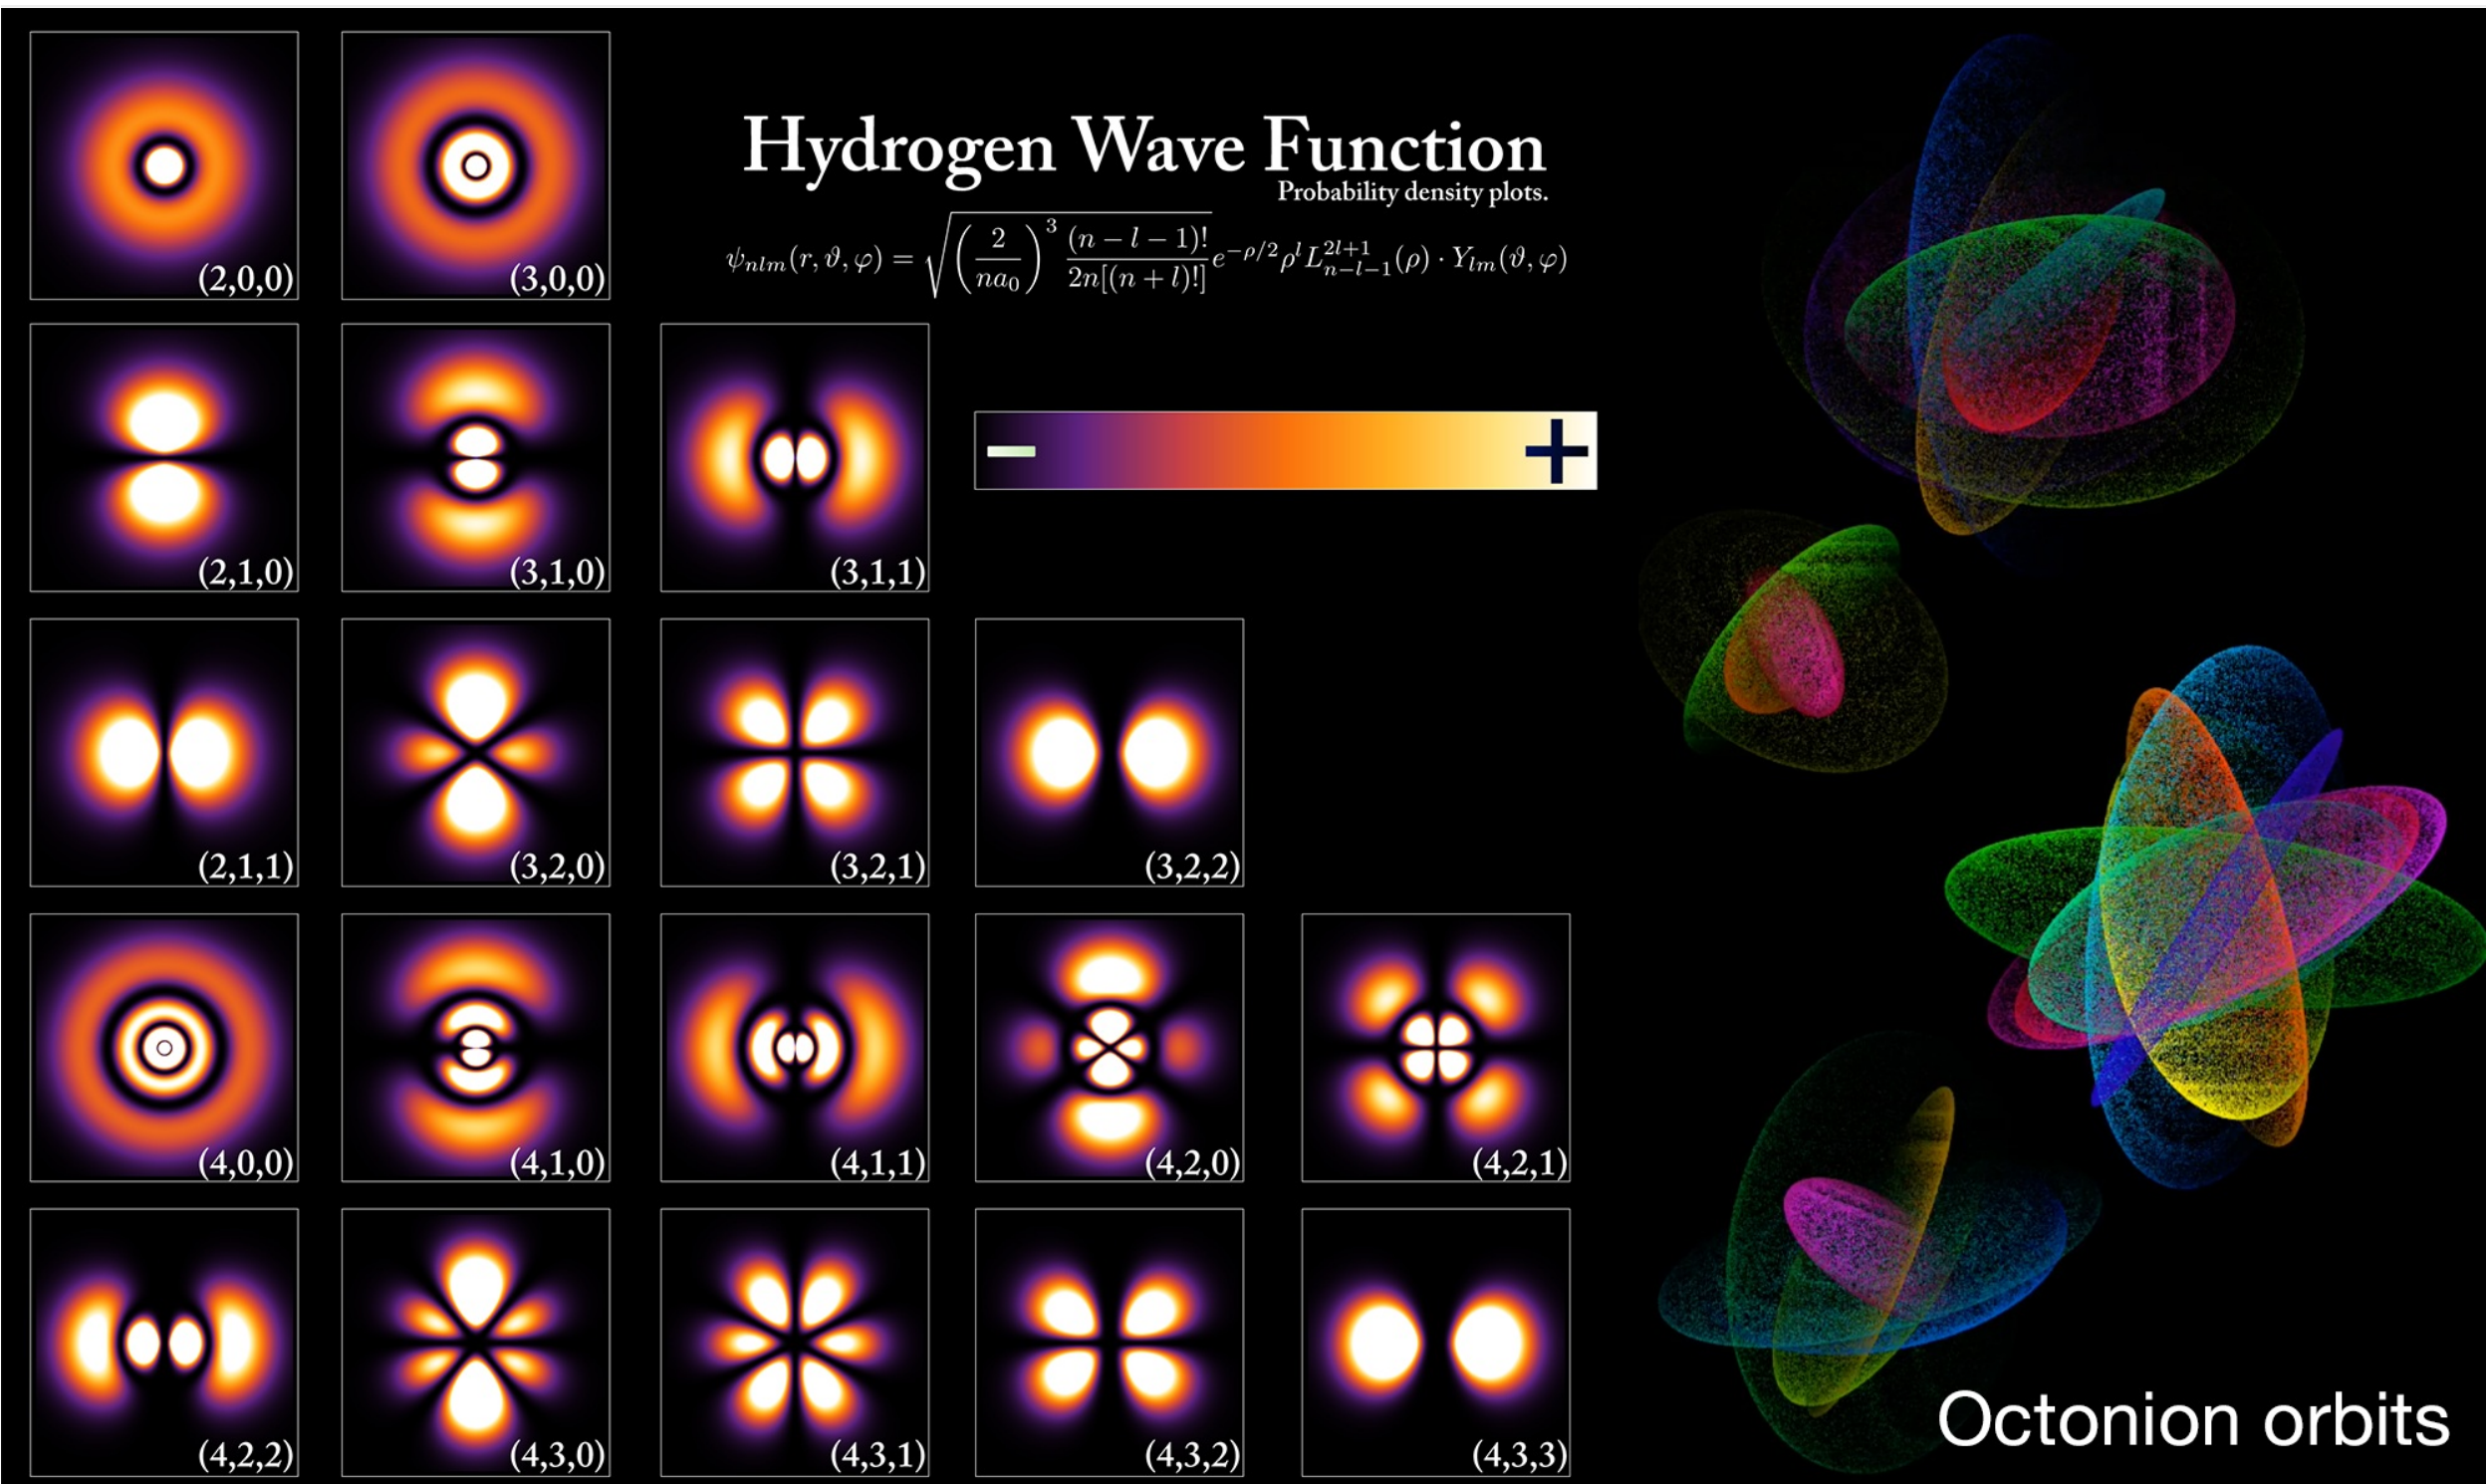 Hydrogen Wave Function
Probability density plots.
ψₙₗₘ(r, ϑ, φ) = √((2/(na₀))³ (n − l − 1)!/(2n[(n + l)!])) e^{−ρ/2} ρ^l L_{n−l−1}^{2l+1}(ρ) · Yₗₘ(ϑ, φ)
(2,0,0) (3,0,0)
− +
(2,1,0) (3,1,0) (3,1,1)
(2,1,1) (3,2,0) (3,2,1) (3,2,2)
(4,0,0) (4,1,0) (4,1,1) (4,2,0) (4,2,1)
(4,2,2) (4,3,0) (4,3,1) (4,3,2) (4,3,3)
Octonion orbits